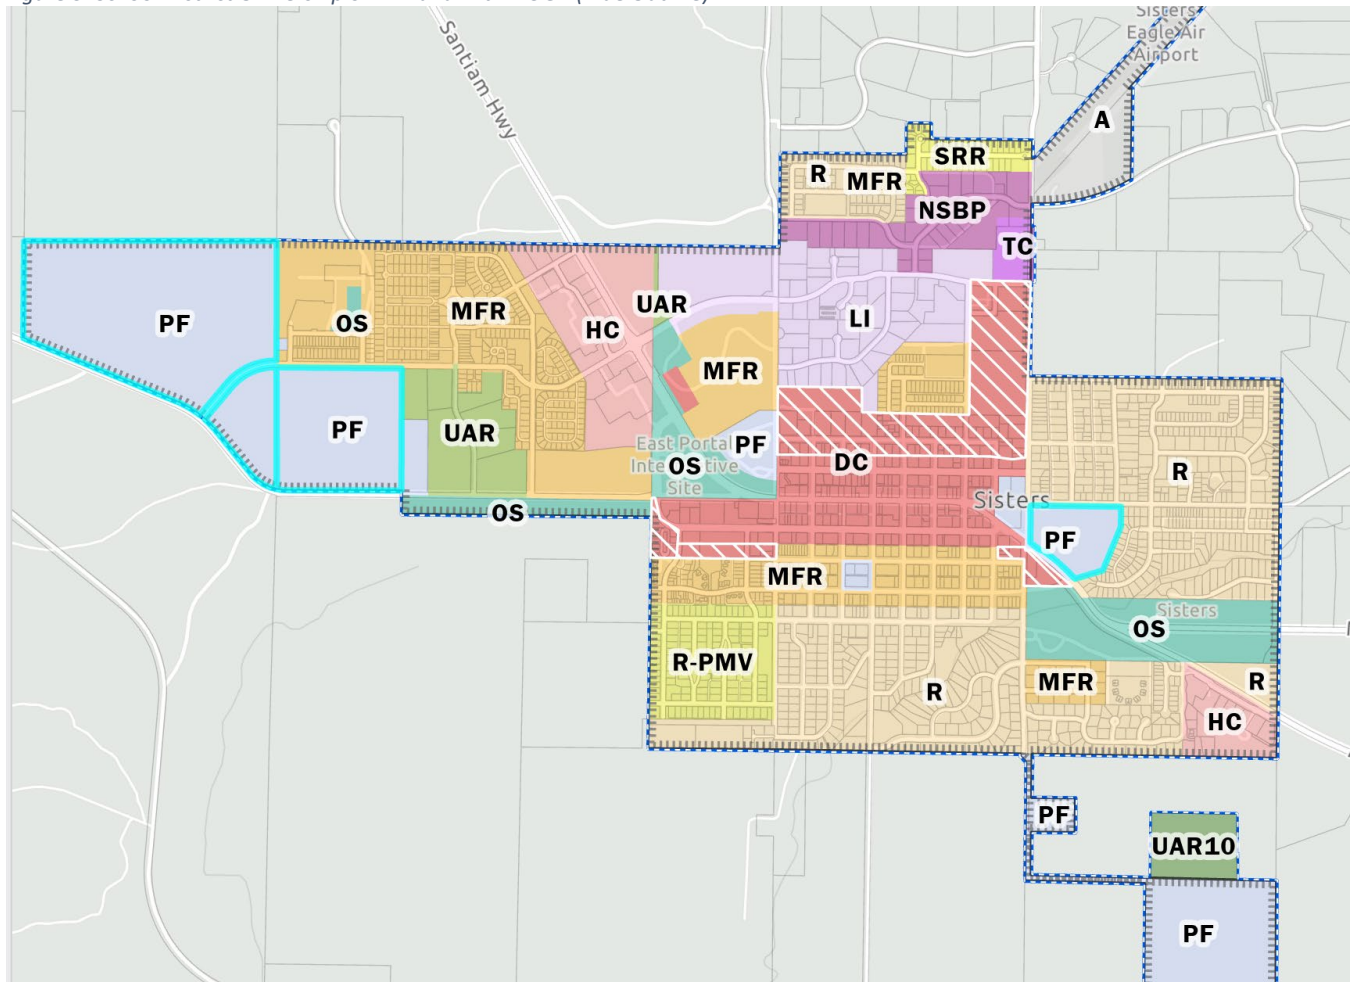 Santiam Hwy
Sisters
Eagle Air
Airport
A
SRR
R
MFR
NSBP
TC
UAR
PF
OS
MFR
HC
LI
MFR
PF
UAR
PF
DC
R
East Portal
Interpretive
Site
OS
Sisters
OS
PF
MFR
Sisters
OS
R-PMV
R
MFR
R
HC
PF
UAR10
PF